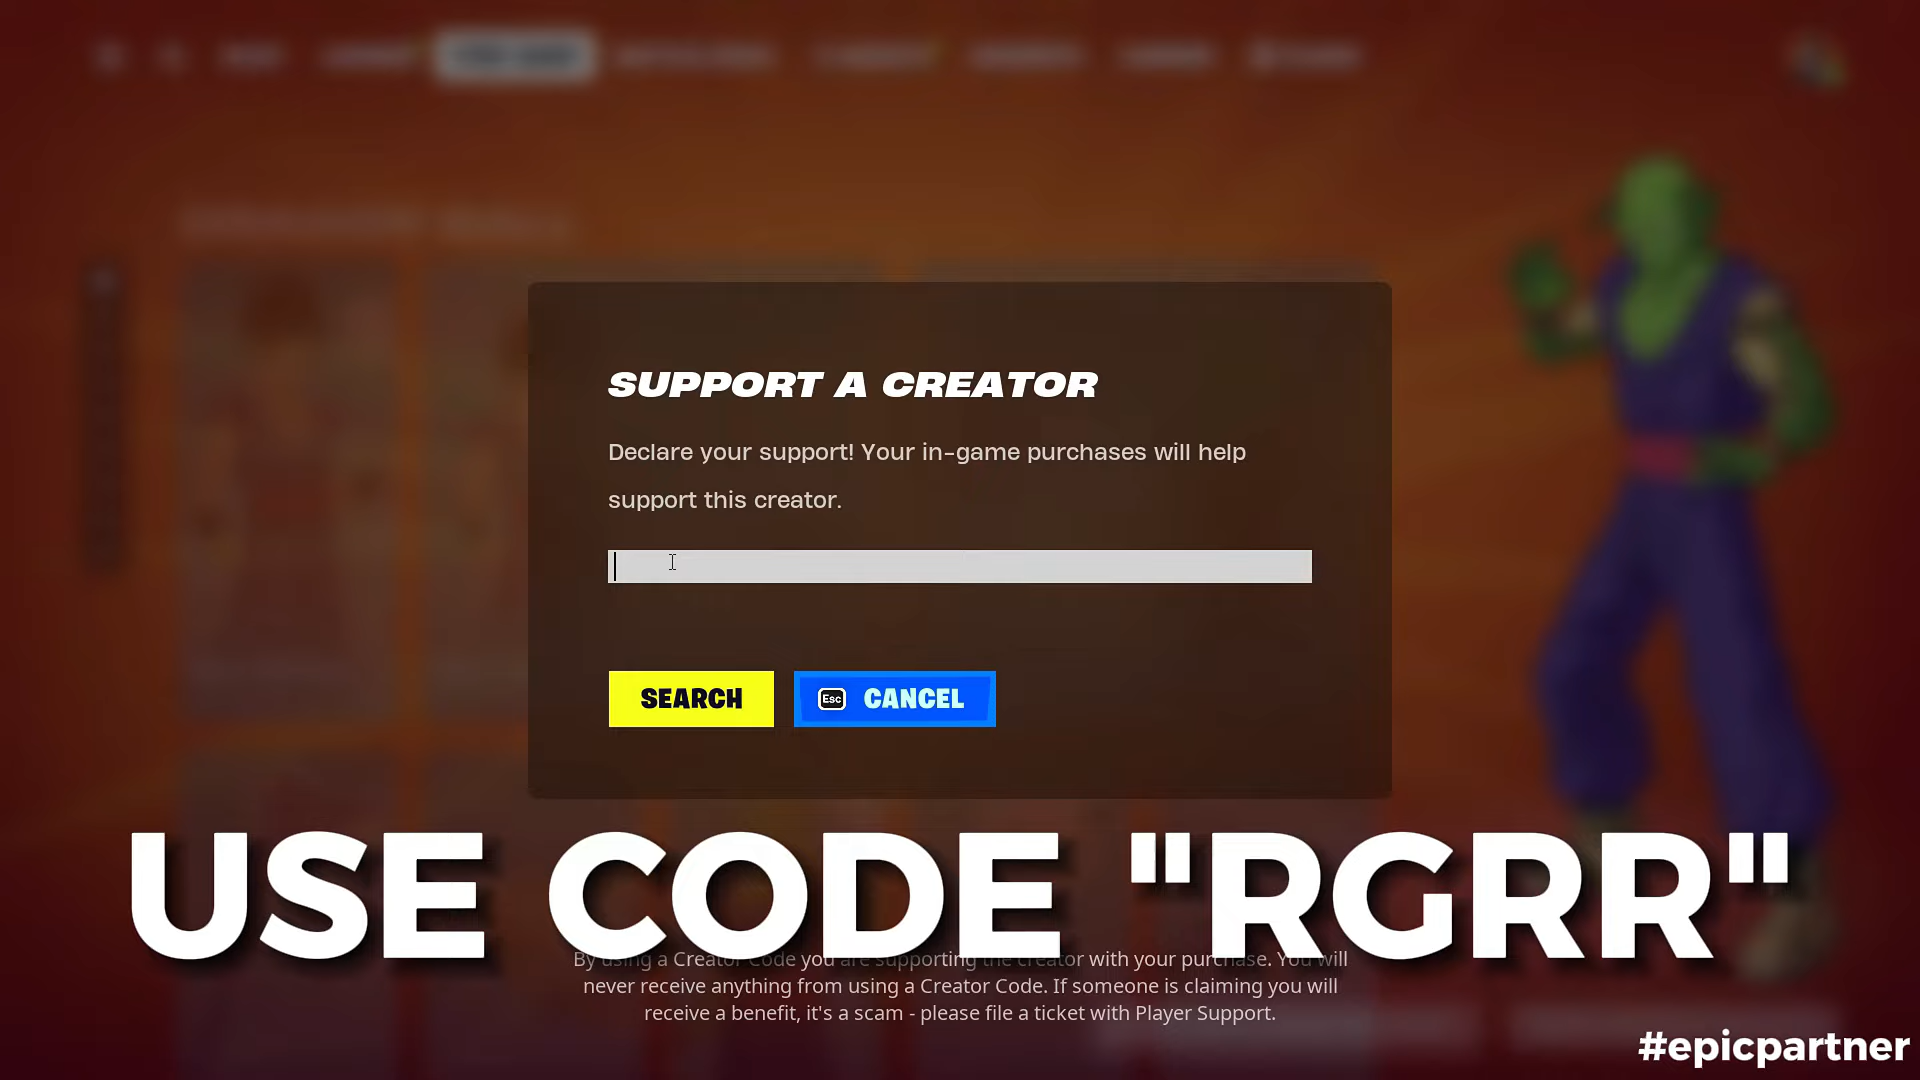 SUPPORT A CREATOR
Declare your support! Your in-game purchases will help
support this creator.
SEARCH
Esc CANCEL
USE CODE "RGRR"
By using a Creator Code you are supporting the creator with your purchase. You will
never receive anything from using a Creator Code. If someone is claiming you will
receive a benefit, it's a scam - please file a ticket with Player Support.
#epicpartner